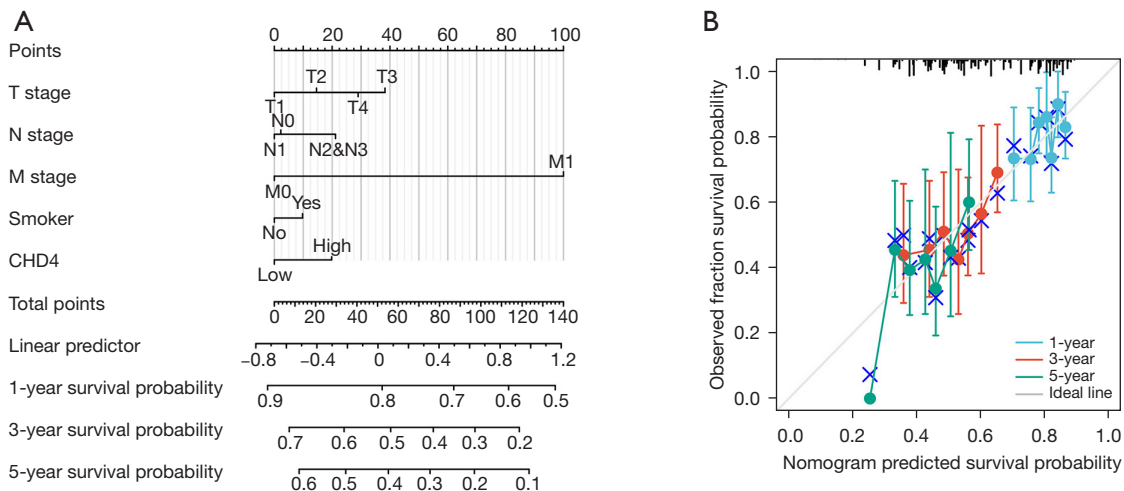 A
Points
0 20 40 60 80 100
T stage
T1 T2 T3 T4
N stage
N0 N1 N2&N3
M stage
M0 M1
Smoker
No Yes
CHD4
Low High
Total points
0 20 40 60 80 100 120 140
Linear predictor
−0.8 −0.4 0 0.4 0.8 1.2
1-year survival probability
0.9 0.8 0.7 0.6 0.5
3-year survival probability
0.7 0.6 0.5 0.4 0.3 0.2
5-year survival probability
0.6 0.5 0.4 0.3 0.2 0.1
B
Observed fraction survival probability
1.0
0.8
0.6
0.4
0.2
0.0
1-year
3-year
5-year
Ideal line
0.0 0.2 0.4 0.6 0.8 1.0
Nomogram predicted survival probability